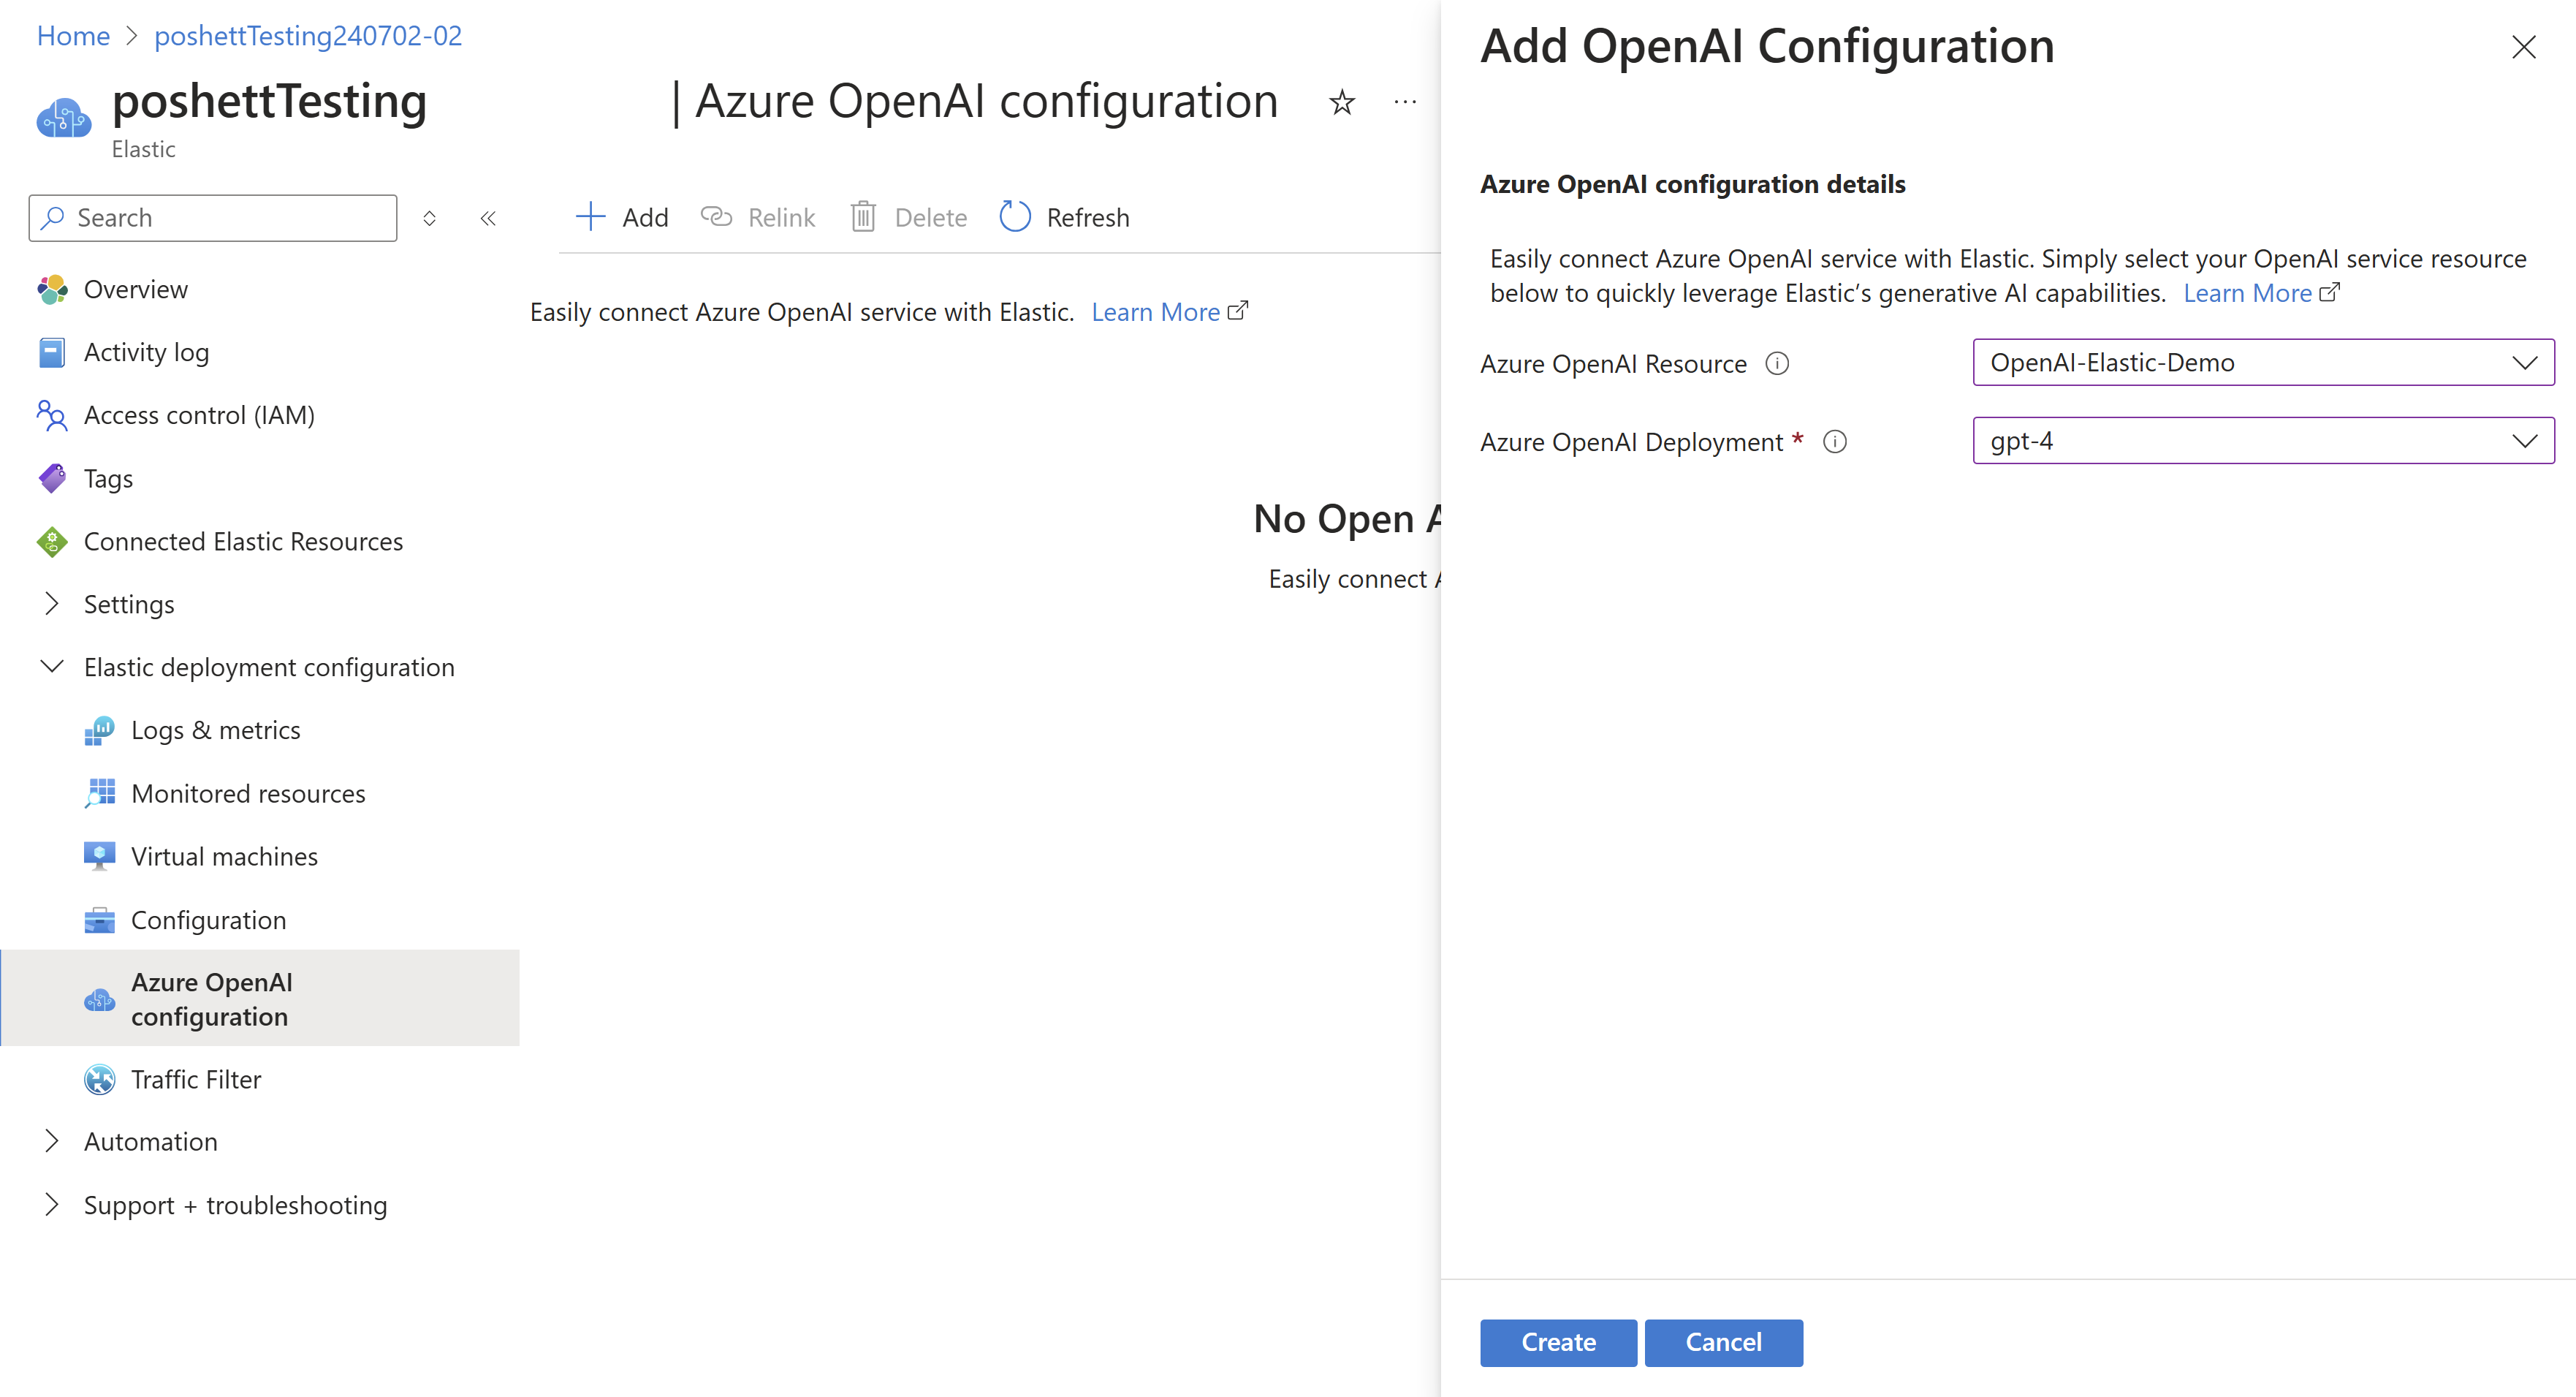 Home > poshettTesting240702-02
poshettTesting | Azure OpenAI configuration
Elastic
Search
Overview
Activity log
Access control (IAM)
Tags
Connected Elastic Resources
Settings
Elastic deployment configuration
Logs & metrics
Monitored resources
Virtual machines
Configuration
Azure OpenAI
configuration
Traffic Filter
Automation
Support + troubleshooting
Add Relink Delete Refresh
Easily connect Azure OpenAI service with Elastic. Learn More
No Open
Easily connect
Add OpenAI Configuration
Azure OpenAI configuration details
Easily connect Azure OpenAI service with Elastic. Simply select your OpenAI service resource
below to quickly leverage Elastic’s generative AI capabilities. Learn More
Azure OpenAI Resource OpenAI-Elastic-Demo
Azure OpenAI Deployment * gpt-4
Create Cancel